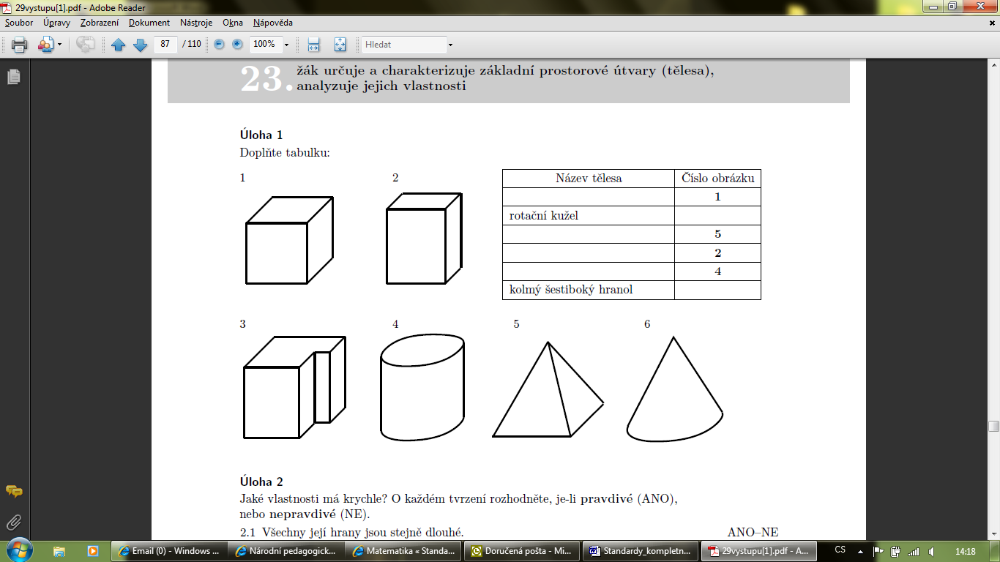 29vystupu[1].pdf - Adobe Reader
Soubor Úpravy Zobrazení Dokument Nástroje Okna Nápověda
87 / 110 100% Hledat
23. žák určuje a charakterizuje základní prostorové útvary (tělesa),
analyzuje jejich vlastnosti
Úloha 1
Doplňte tabulku:
1 2
Název tělesa Číslo obrázku
1
rotační kužel
5
2
4
kolmý šestiboký hranol
3 4 5 6
Úloha 2
Jaké vlastnosti má krychle? O každém tvrzení rozhodněte, je-li pravdivé (ANO),
nebo nepravdivé (NE).
2.1 Všechny její hrany jsou stejně dlouhé. ANO–NE
Email (0) - Windows ... Národní pedagogick... Matematika « Standa... Doručená pošta - Mi... Standardy_kompletn... 29vystupu[1].pdf - A... CS 14:18